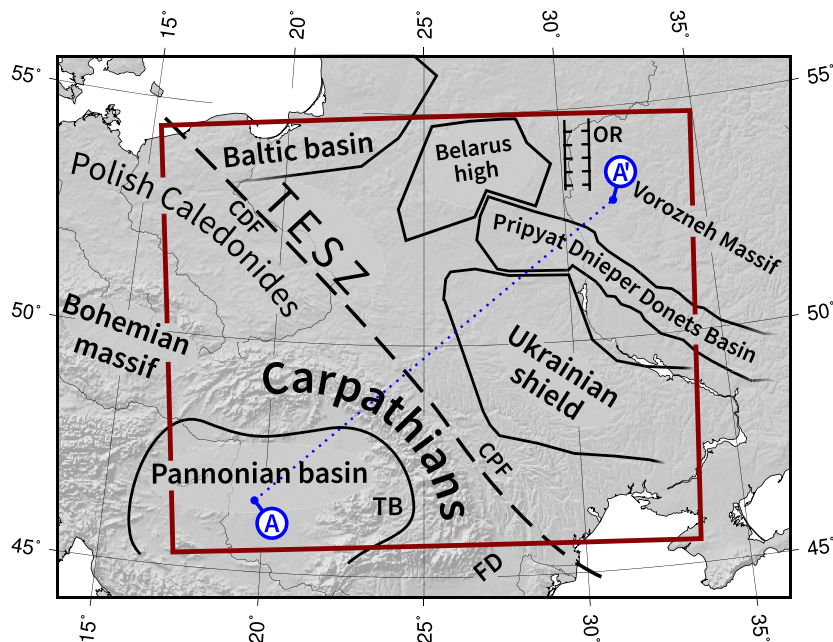 15°
20°
25°
30°
35°
55°
55°
OR
Baltic basin
Belarus
high
A'
Polish Caledonides
TESZ
CDF
Vorozneh Massif
Pripyat Dnieper Donets Basin
50°
50°
Bohemian
massif
Ukrainian
shield
Carpathians
CPF
Pannonian basin
TB
A
45°
45°
FD
15°
20°
25°
30°
35°